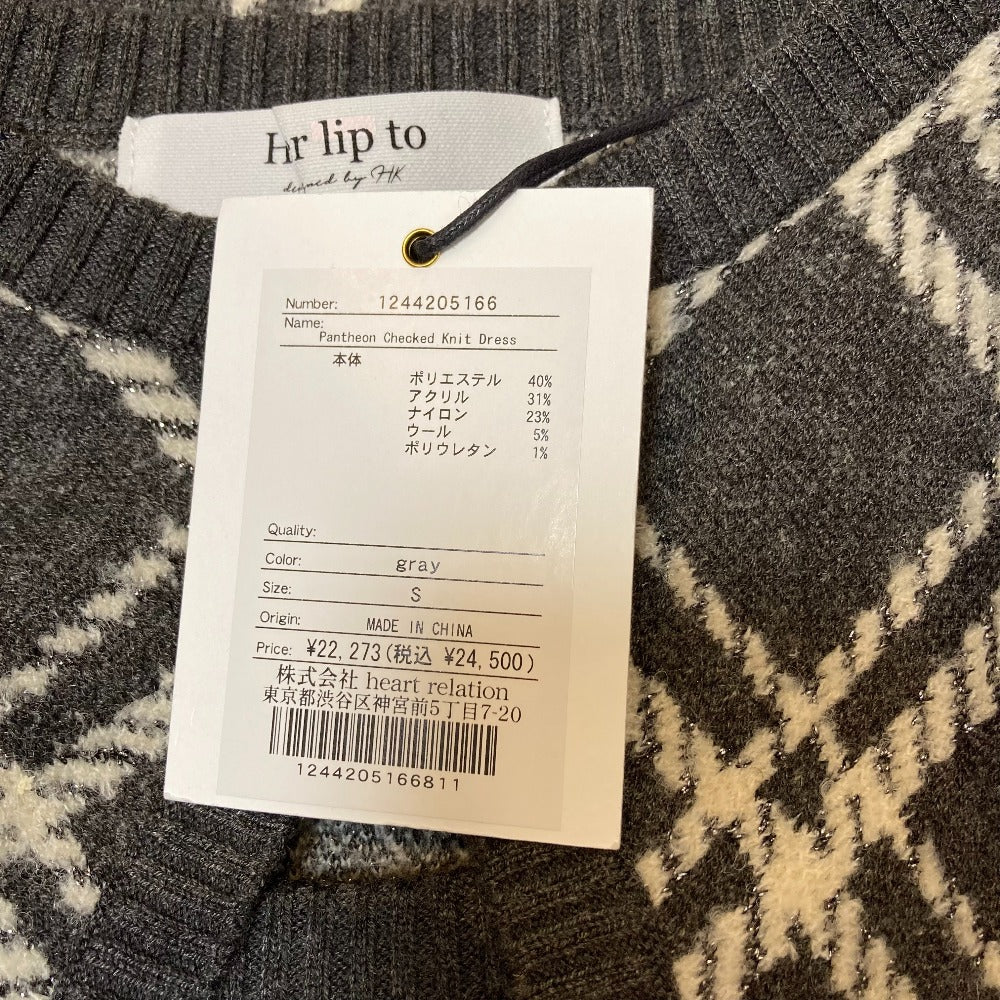 Hr lip to
designed by HK
Number: 1244205166
Name:
Pantheon Checked Knit Dress
本体
ポリエステル 40%
アクリル 31%
ナイロン 23%
ウール 5%
ポリウレタン 1%
Quality:
Color: gray
Size: S
Origin: MADE IN CHINA
Price: ¥22,273(税込 ¥24,500)
株式会社 heart relation
東京都渋谷区神宮前5丁目7-20
1244205166811